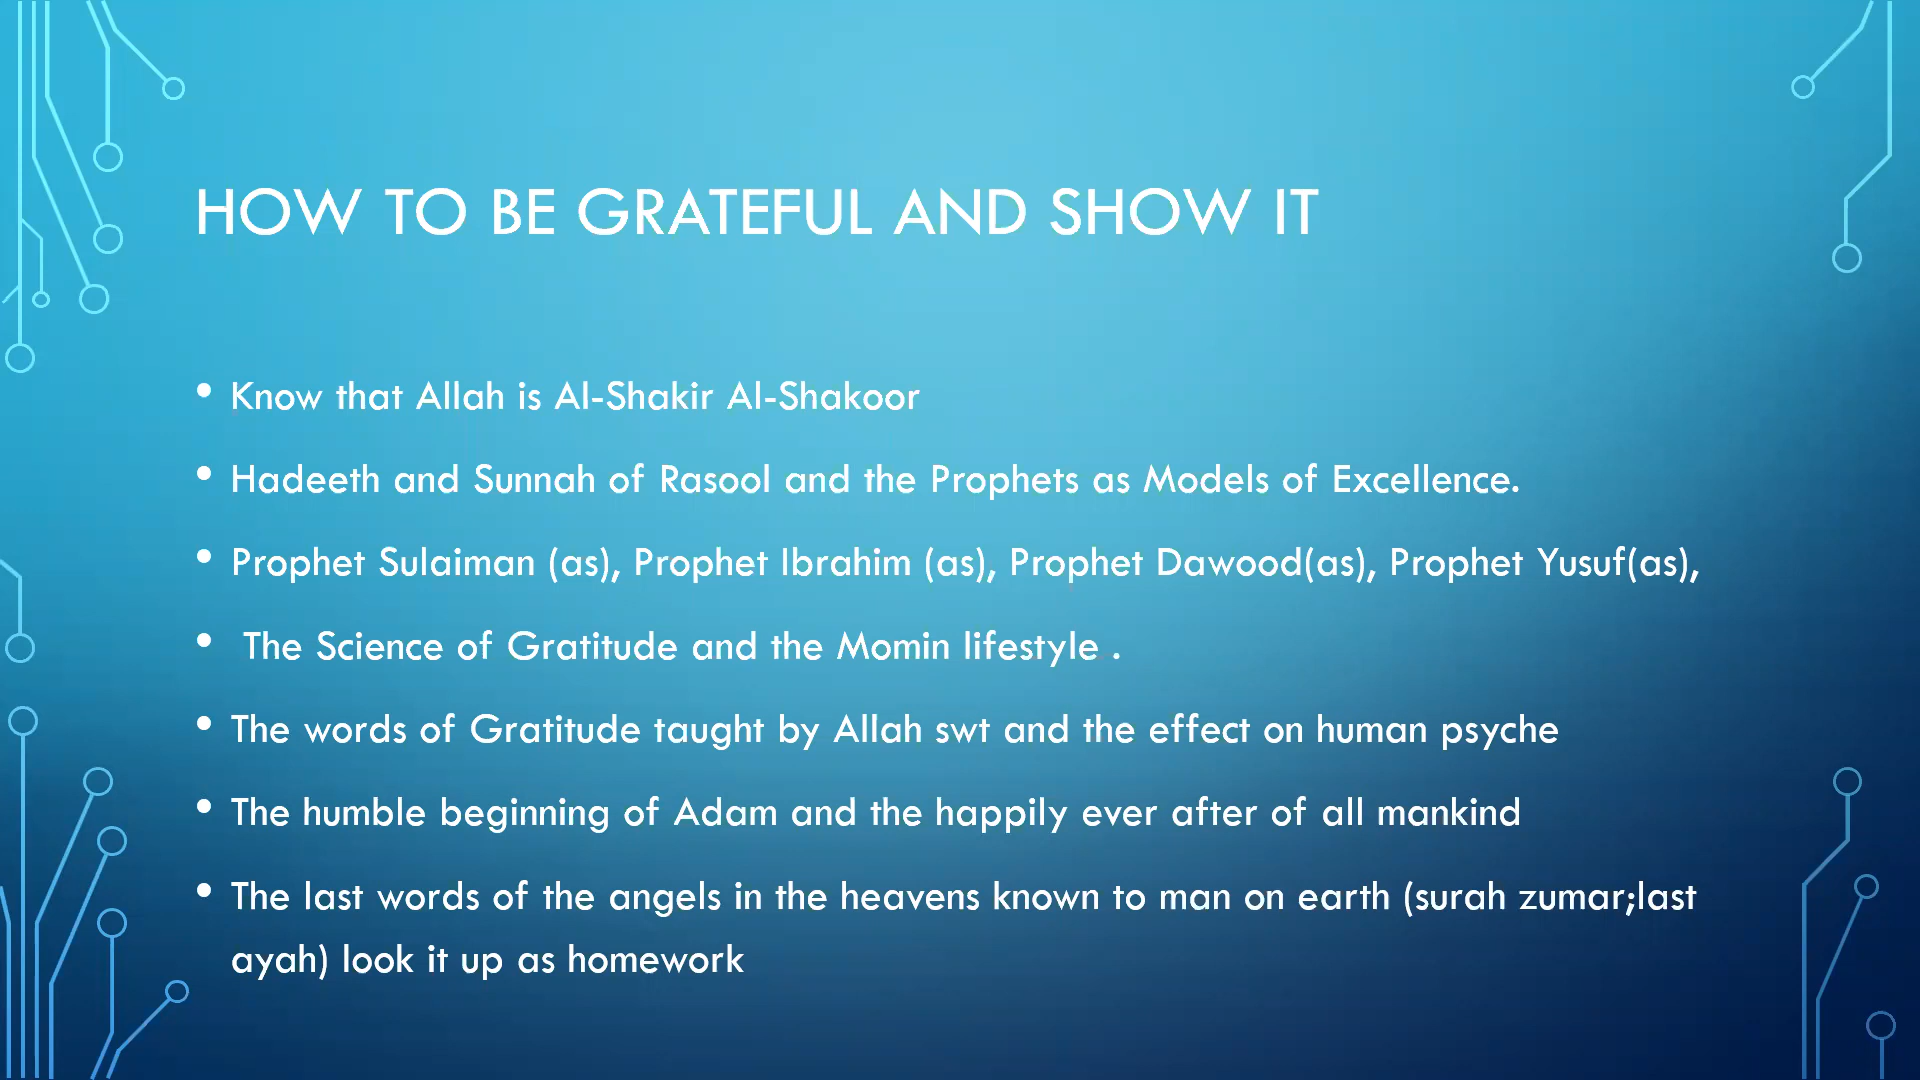 HOW TO BE GRATEFUL AND SHOW IT
• Know that Allah is Al-Shakir Al-Shakoor
• Hadeeth and Sunnah of Rasool and the Prophets as Models of Excellence.
• Prophet Sulaiman (as), Prophet Ibrahim (as), Prophet Dawood(as), Prophet Yusuf(as),
• The Science of Gratitude and the Momin lifestyle .
• The words of Gratitude taught by Allah swt and the effect on human psyche
• The humble beginning of Adam and the happily ever after of all mankind
• The last words of the angels in the heavens known to man on earth (surah zumar;last
ayah) look it up as homework